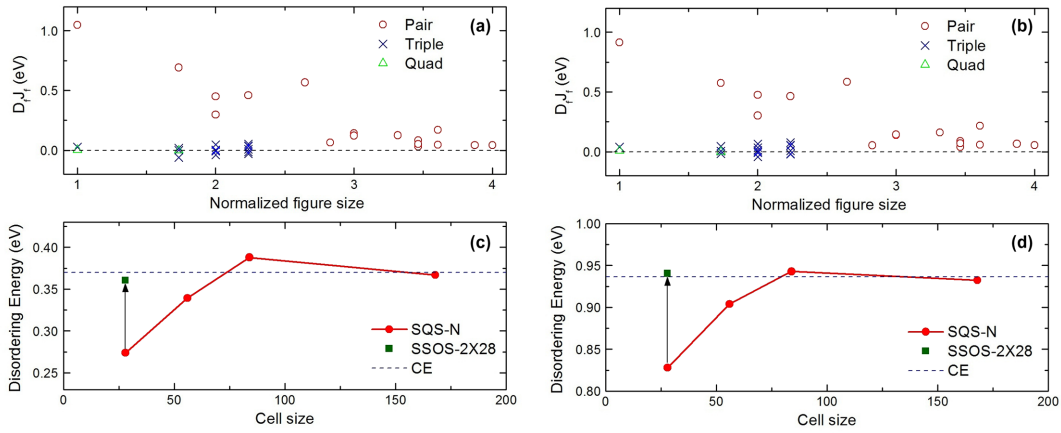 (a)
Pair
Triple
Quad
D_fJ_f (eV)
1.0
0.5
0.0
1 2 3 4
Normalized figure size
(b)
Pair
Triple
Quad
D_fJ_f (eV)
1.0
0.5
0.0
1 2 3 4
Normalized figure size
(c)
Disordering Energy (eV)
0.40
0.35
0.30
0.25
SQS-N
SSOS-2X28
CE
0 50 100 150 200
Cell size
(d)
Disordering Energy (eV)
1.00
0.95
0.90
0.85
0.80
SQS-N
SSOS-2X28
CE
0 50 100 150 200
Cell size